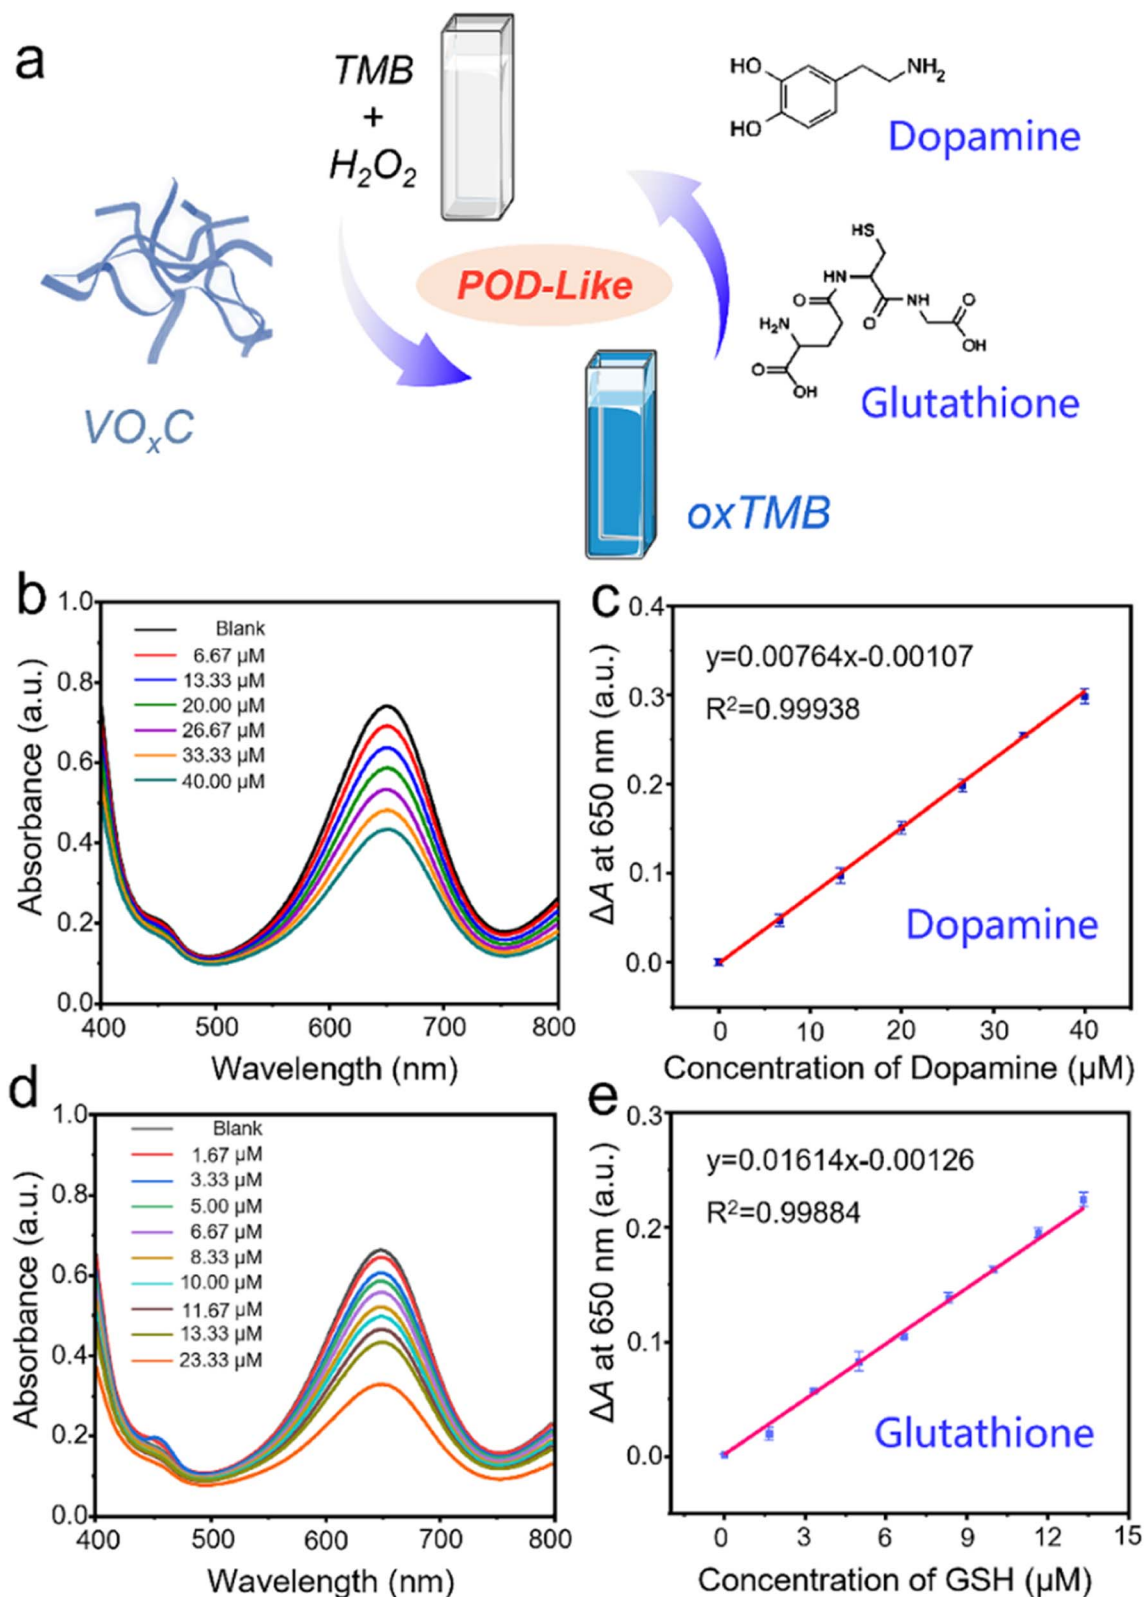 a
TMB
+
H₂O₂
POD-Like
VOₓC
oxTMB
HO
HO
NH₂
Dopamine
HS
HN
O
O
NH
O
OH
H₂N
O
OH
Glutathione
b
1.0
0.8
0.6
0.4
0.2
0.0
Absorbance (a.u.)
Blank
6.67 µM
13.33 µM
20.00 µM
26.67 µM
33.33 µM
40.00 µM
400 500 600 700 800
Wavelength (nm)
c
0.4
0.3
0.2
0.1
0.0
ΔA at 650 nm (a.u.)
y=0.00764x-0.00107
R²=0.99938
Dopamine
0 10 20 30 40
Concentration of Dopamine (µM)
d
1.0
0.8
0.6
0.4
0.2
0.0
Absorbance (a.u.)
Blank
1.67 µM
3.33 µM
5.00 µM
6.67 µM
8.33 µM
10.00 µM
11.67 µM
13.33 µM
23.33 µM
400 500 600 700 800
Wavelength (nm)
e
0.3
0.2
0.1
0.0
ΔA at 650 nm (a.u.)
y=0.01614x-0.00126
R²=0.99884
Glutathione
0 3 6 9 12 15
Concentration of GSH (µM)